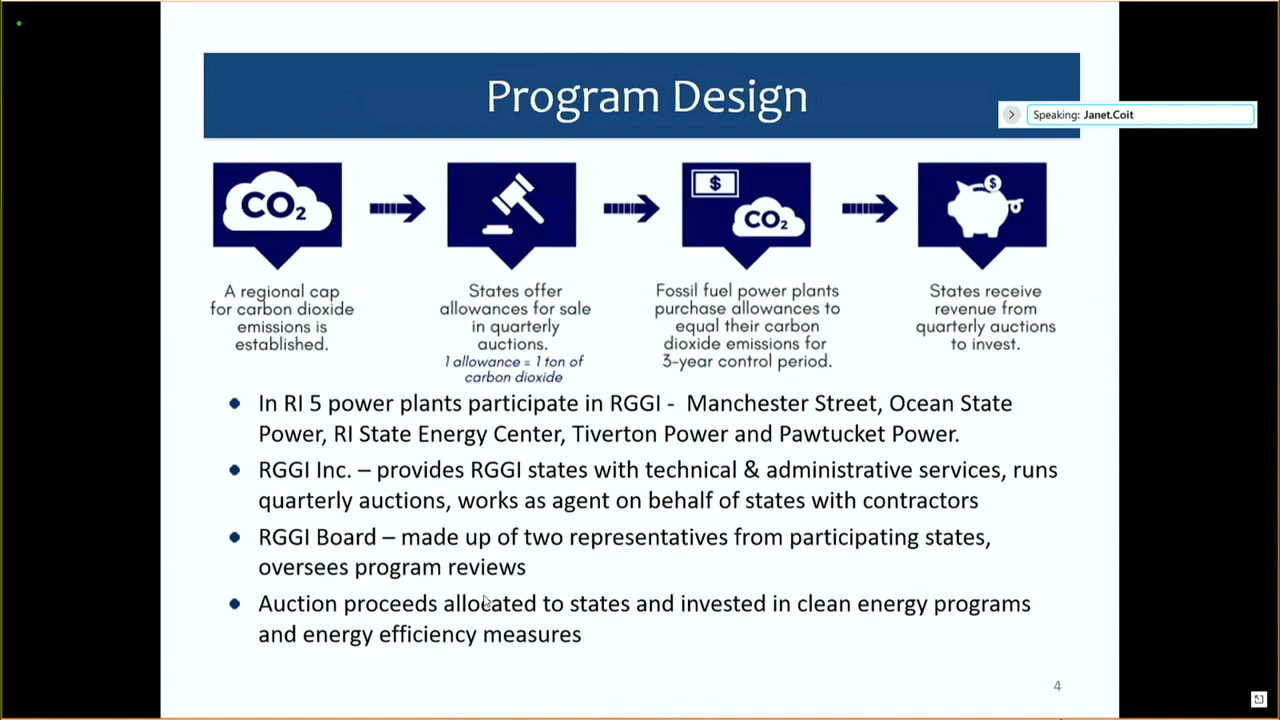 Program Design
Speaking: Janet.Coit
CO2
$
CO2
$
A regional cap
for carbon dioxide
emissions is
established.
States offer
allowances for sale
in quarterly
auctions.
1 allowance = 1 ton of
carbon dioxide
Fossil fuel power plants
purchase allowances to
equal their carbon
dioxide emissions for
3-year control period.
States receive
revenue from
quarterly auctions
to invest.
In RI 5 power plants participate in RGGI - Manchester Street, Ocean State
Power, RI State Energy Center, Tiverton Power and Pawtucket Power.
RGGI Inc. – provides RGGI states with technical & administrative services, runs
quarterly auctions, works as agent on behalf of states with contractors
RGGI Board – made up of two representatives from participating states,
oversees program reviews
Auction proceeds allocated to states and invested in clean energy programs
and energy efficiency measures
4